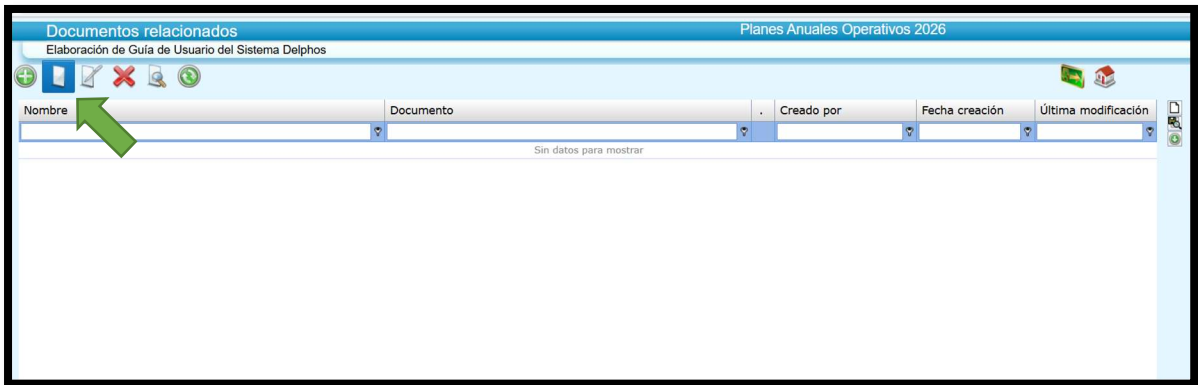 Documentos relacionados Planes Anuales Operativos 2026
Elaboración de Guía de Usuario del Sistema Delphos
Nombre Documento . Creado por Fecha creación Última modificación
Sin datos para mostrar